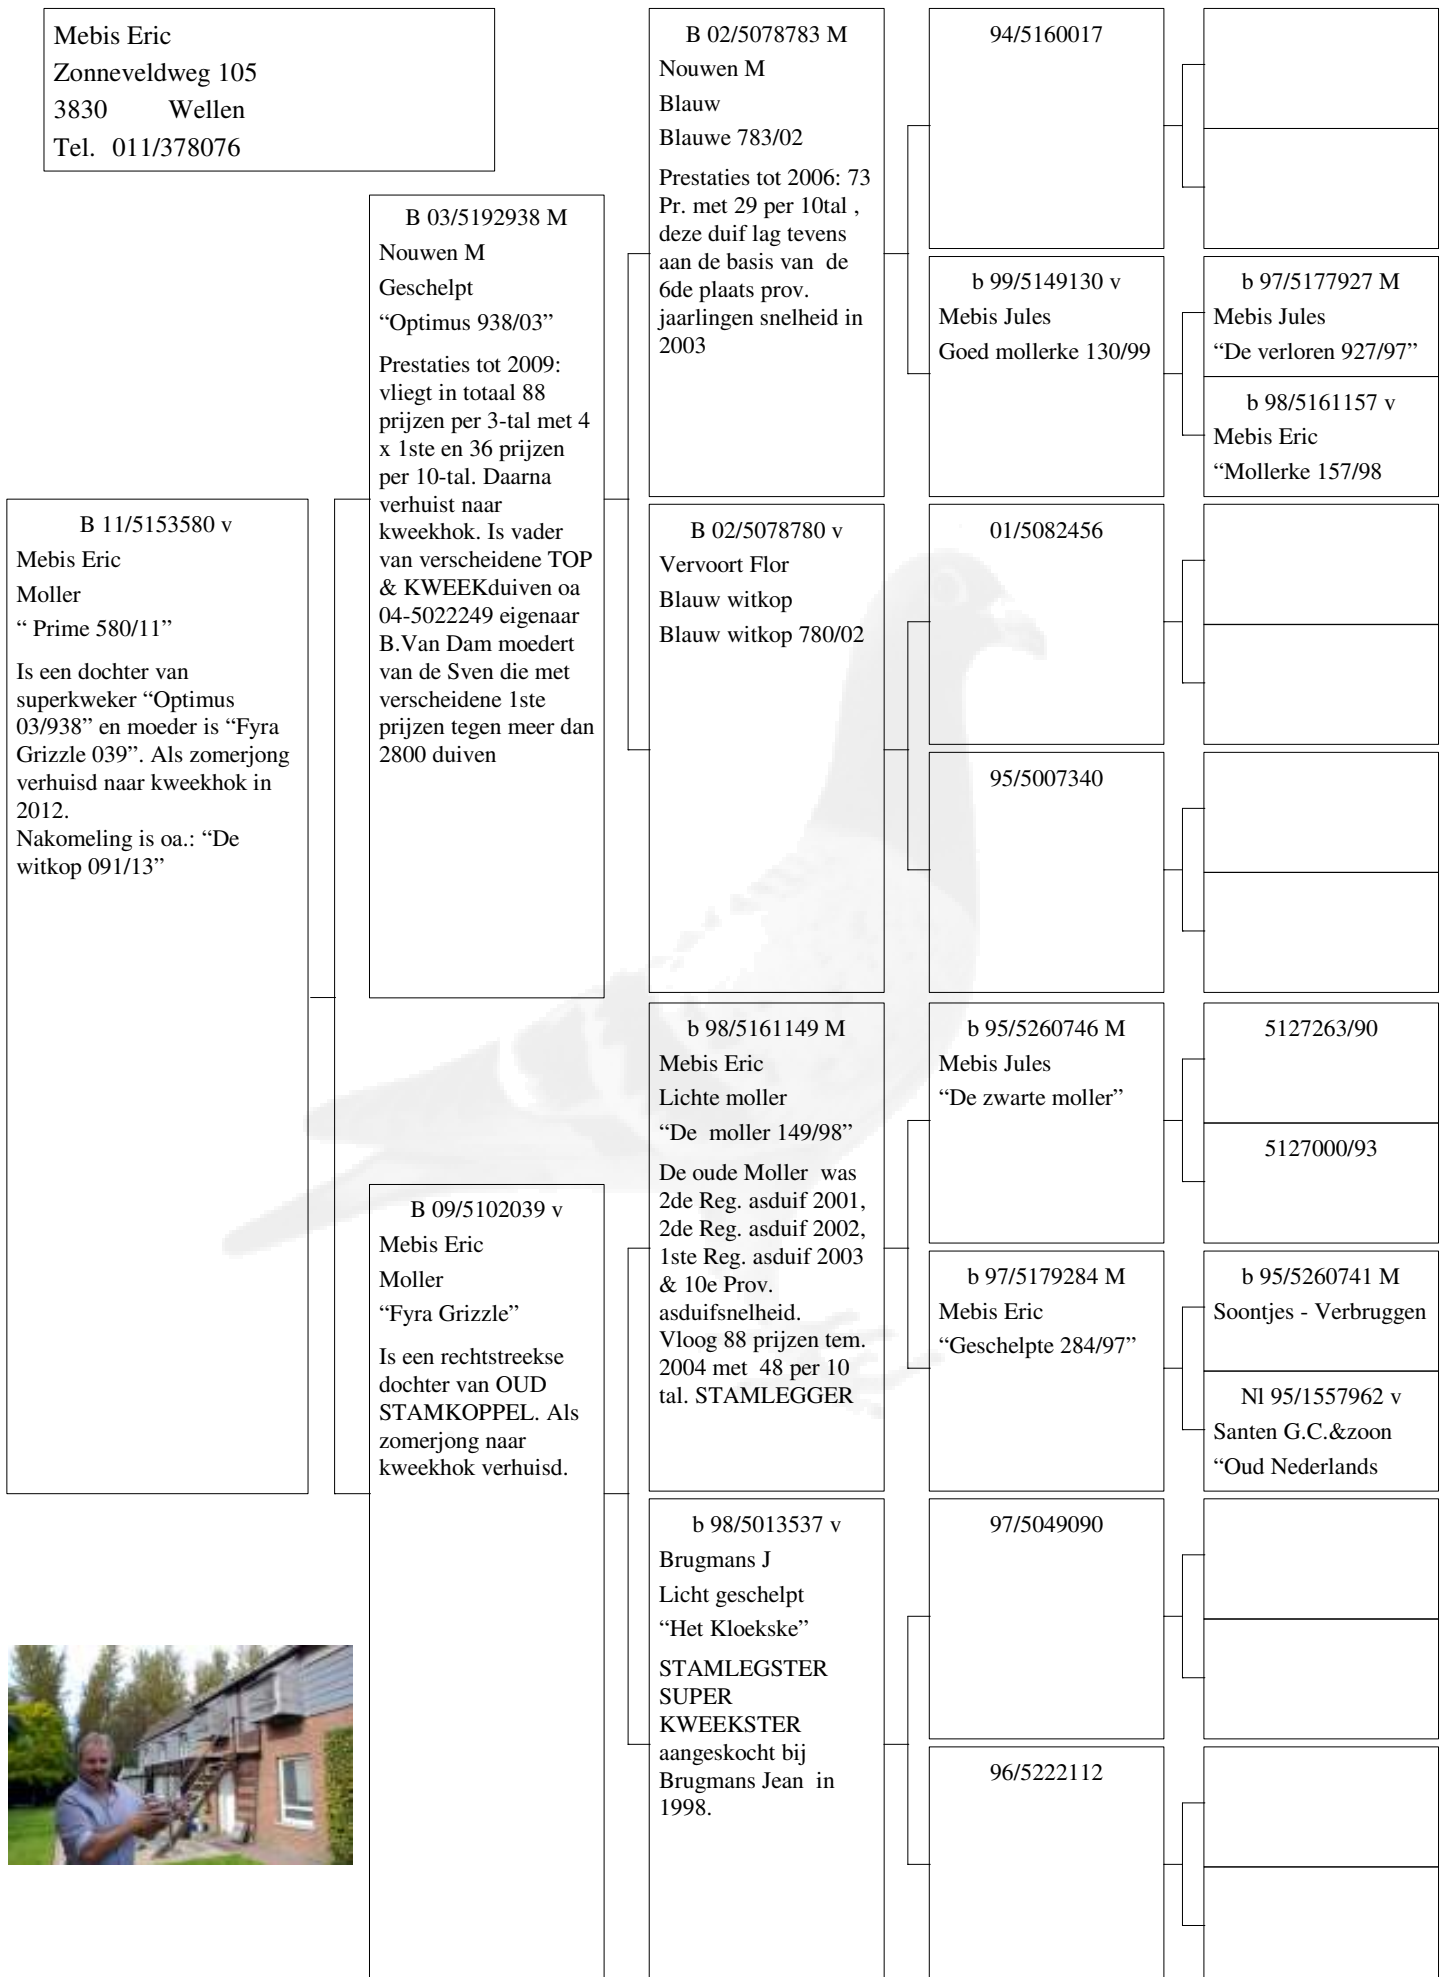 Mebis Eric
Zonneveldweg 105
3830 Wellen
Tel. 011/378076
B 11/5153580 v
Mebis Eric
Moller
“ Prime 580/11”
Is een dochter van
superkweker “Optimus
03/938” en moeder is “Fyra
Grizzle 039”. Als zomerjong
verhuisd naar kweekhok in
2012.
Nakomeling is oa.: “De
witkop 091/13”
B 03/5192938 M
Nouwen M
Geschelpt
“Optimus 938/03”
Prestaties tot 2009:
vliegt in totaal 88
prijzen per 3-tal met 4
x 1ste en 36 prijzen
per 10-tal. Daarna
verhuist naar
kweekhok. Is vader
van verscheidene TOP
& KWEEKduiven oa
04-5022249 eigenaar
B.Van Dam moedert
van de Sven die met
verscheidene 1ste
prijzen tegen meer dan
2800 duiven
B 09/5102039 v
Mebis Eric
Moller
“Fyra Grizzle”
Is een rechtstreekse
dochter van OUD
STAMKOPPEL. Als
zomerjong naar
kweekhok verhuisd.
B 02/5078783 M
Nouwen M
Blauw
Blauwe 783/02
Prestaties tot 2006: 73
Pr. met 29 per 10tal ,
deze duif lag tevens
aan de basis van de
6de plaats prov.
jaarlingen snelheid in
2003
B 02/5078780 v
Vervoort Flor
Blauw witkop
Blauw witkop 780/02
b 98/5161149 M
Mebis Eric
Lichte moller
“De moller 149/98”
De oude Moller was
2de Reg. asduif 2001,
2de Reg. asduif 2002,
1ste Reg. asduif 2003
& 10e Prov.
asduifsnelheid.
Vloog 88 prijzen tem.
2004 met 48 per 10
tal. STAMLEGGER
b 98/5013537 v
Brugmans J
Licht geschelpt
“Het Kloekske”
STAMLEGSTER
SUPER
KWEEKSTER
aangeskocht bij
Brugmans Jean in
1998.
94/5160017
b 99/5149130 v
Mebis Jules
Goed mollerke 130/99
01/5082456
95/5007340
b 95/5260746 M
Mebis Jules
“De zwarte moller”
b 97/5179284 M
Mebis Eric
“Geschelpte 284/97”
97/5049090
96/5222112
b 97/5177927 M
Mebis Jules
“De verloren 927/97”
b 98/5161157 v
Mebis Eric
“Mollerke 157/98
5127263/90
5127000/93
b 95/5260741 M
Soontjes - Verbruggen
Nl 95/1557962 v
Santen G.C.&zoon
“Oud Nederlands